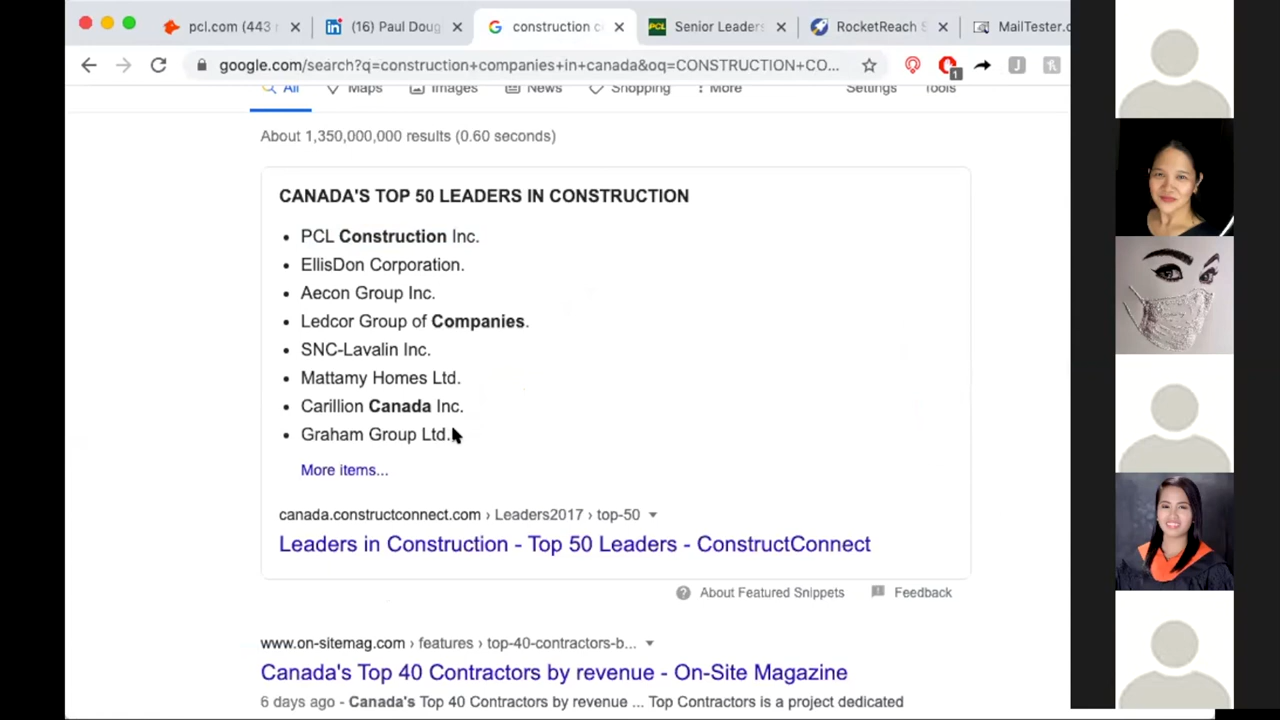 pcl.com (443 r
(16) Paul Doug
construction co
PCL
Senior Leaders
RocketReach S
MailTester.c
google.com/search?q=construction+companies+in+canada&oq=CONSTRUCTION+CO...
1
J
All
Maps
Images
News
Shopping
More
Settings
Tools
About 1,350,000,000 results (0.60 seconds)
CANADA'S TOP 50 LEADERS IN CONSTRUCTION
• PCL Construction Inc.
• EllisDon Corporation.
• Aecon Group Inc.
• Ledcor Group of Companies.
• SNC-Lavalin Inc.
• Mattamy Homes Ltd.
• Carillion Canada Inc.
• Graham Group Ltd.
More items...
canada.constructconnect.com › Leaders2017 › top-50
Leaders in Construction - Top 50 Leaders - ConstructConnect
About Featured Snippets
Feedback
www.on-sitemag.com › features › top-40-contractors-b...
Canada's Top 40 Contractors by revenue - On-Site Magazine
6 days ago - Canada's Top 40 Contractors by revenue ... Top Contractors is a project dedicated